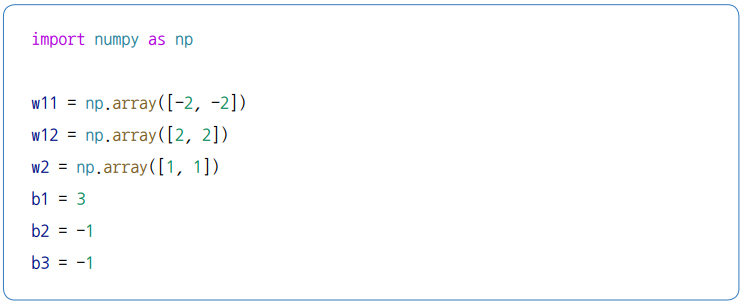 import numpy as np
w11 = np.array([-2, -2])
w12 = np.array([2, 2])
w2 = np.array([1, 1])
b1 = 3
b2 = -1
b3 = -1